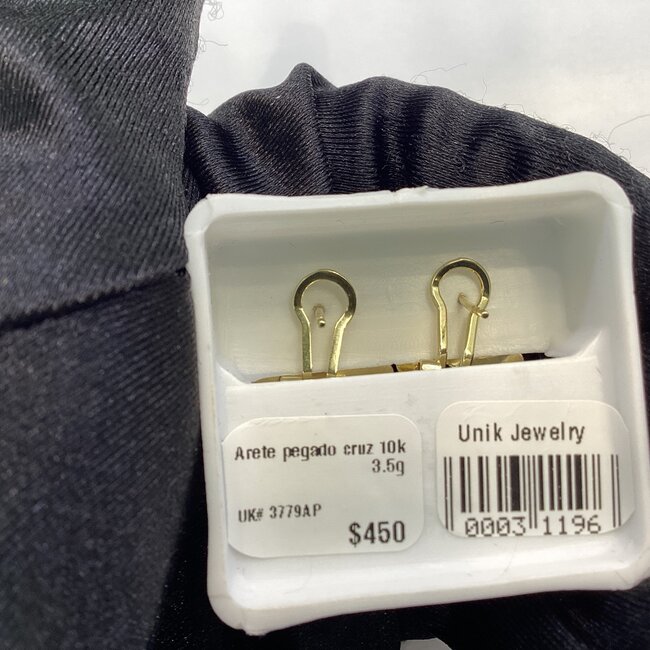 Arete pegado cruz 10k
3.5g
UK# 3779AP
$450
Unik Jewelry
0003 1196